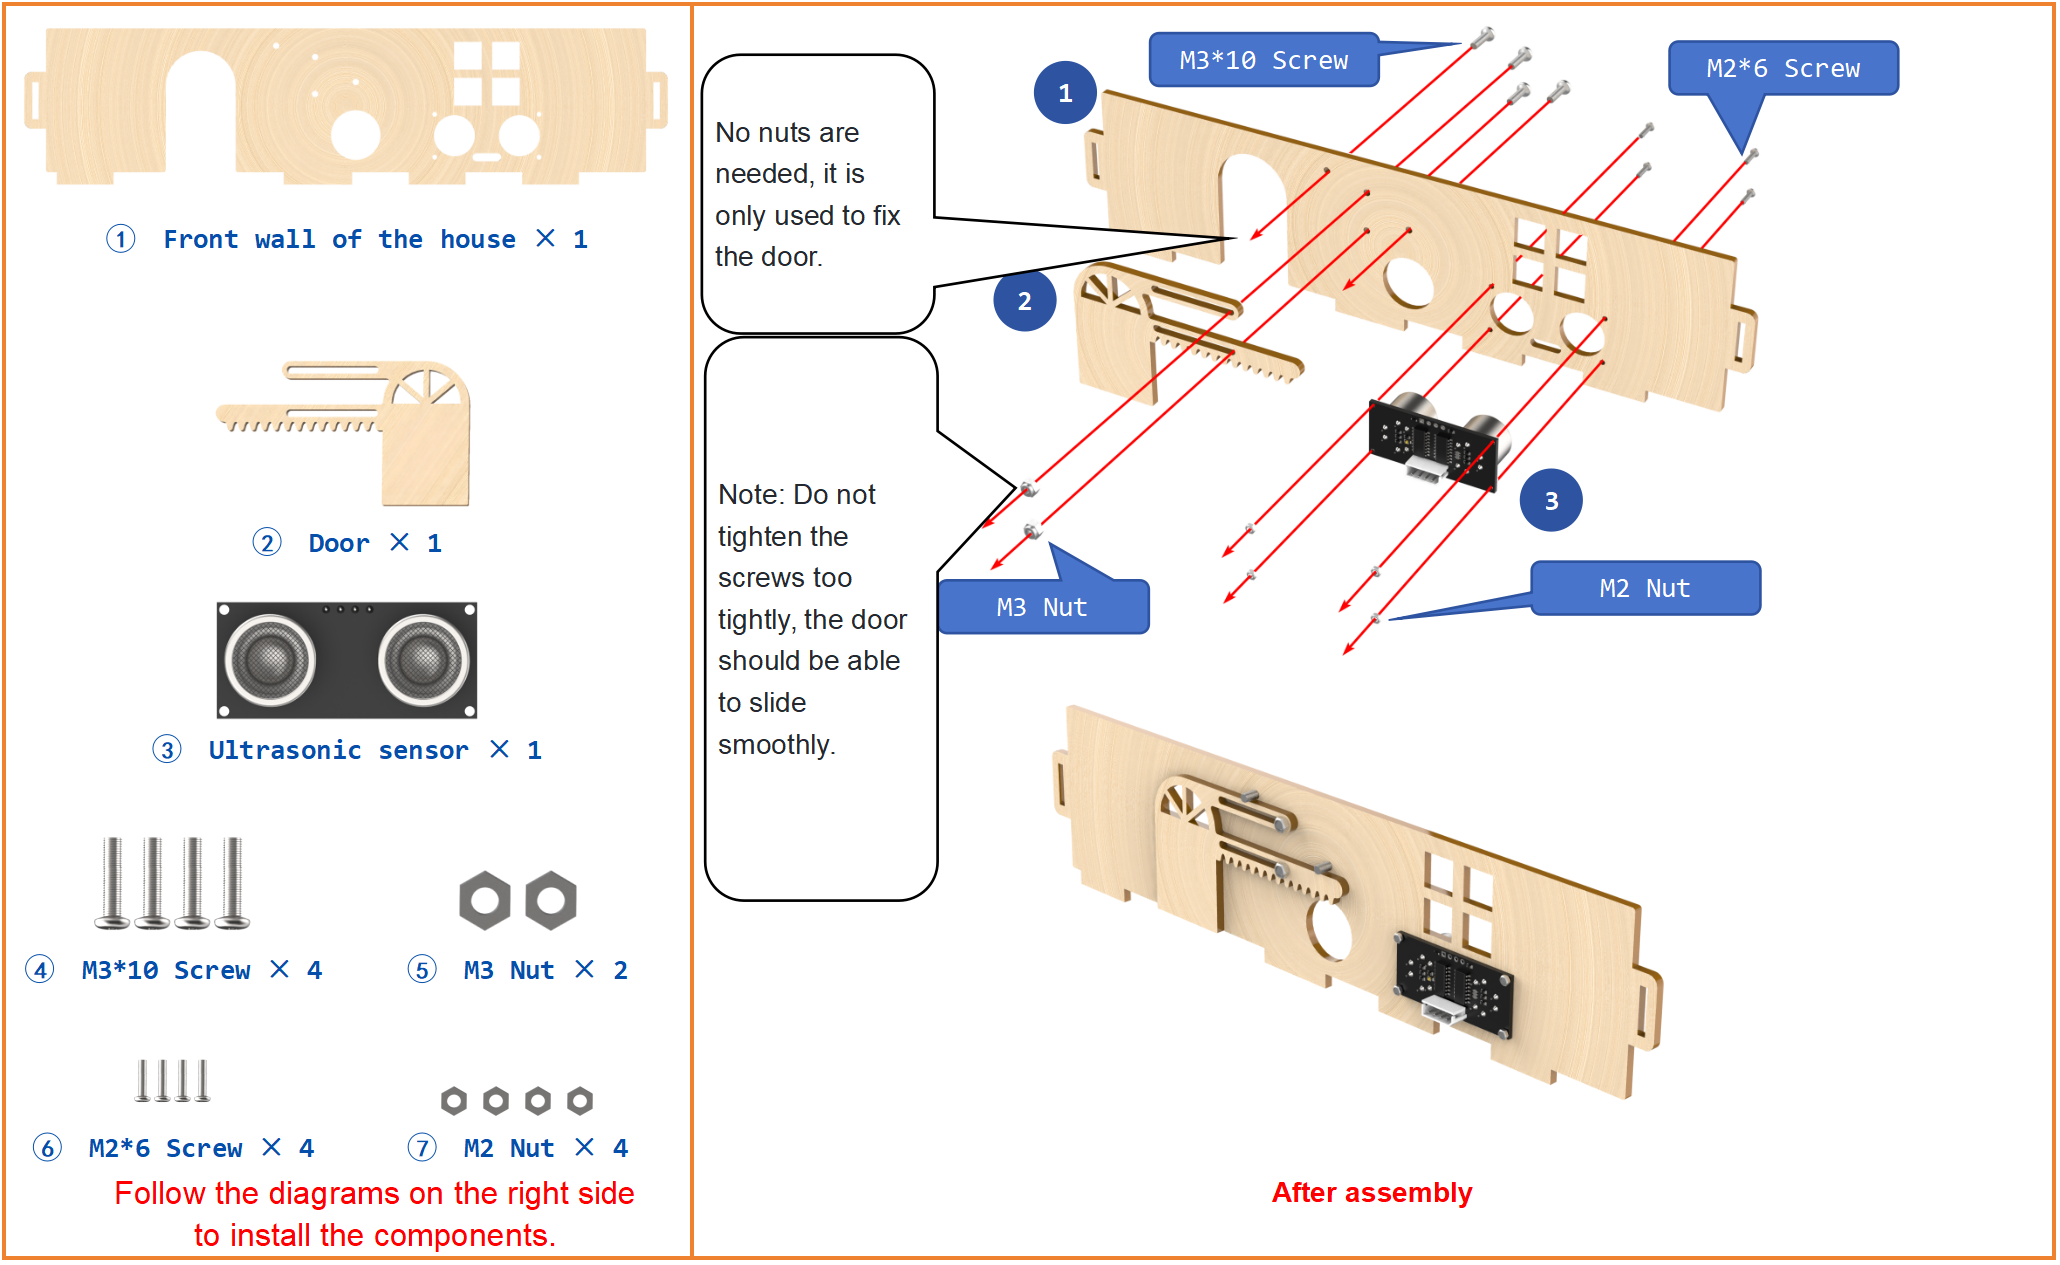 ① Front wall of the house × 1
② Door × 1
③ Ultrasonic sensor × 1
④ M3*10 Screw × 4
⑤ M3 Nut × 2
⑥ M2*6 Screw × 4
⑦ M2 Nut × 4
Follow the diagrams on the right side
to install the components.
No nuts are
needed, it is
only used to fix
the door.
Note: Do not
tighten the
screws too
tightly, the door
should be able
to slide
smoothly.
M3*10 Screw
M2*6 Screw
1
2
3
M3 Nut
M2 Nut
After assembly